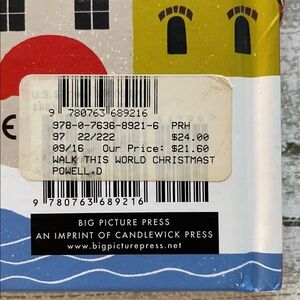 U.S. $
9 780763 689216
978-0-7636-8921-6 PRH
97 22/222 $24.00
09/16 Our Price: $21.60
WALK THIS WORLD CHRISTMAST
POWELL.D
9 780763 689216
BIG PICTURE PRESS
AN IMPRINT OF CANDLEWICK PRESS
www.bigpicturepress.net